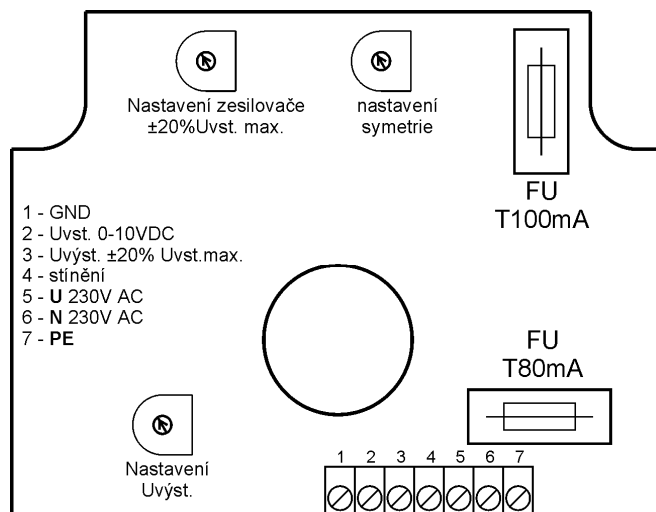 Nastavení zesilovače
±20%Uvst. max.
nastavení
symetrie
FU
T100mA
1 - GND
2 - Uvst. 0-10VDC
3 - Uvýst. ±20% Uvst.max.
4 - stínění
5 - U 230V AC
6 - N 230V AC
7 - PE
FU
T80mA
Nastavení
Uvýst.
1 2 3 4 5 6 7